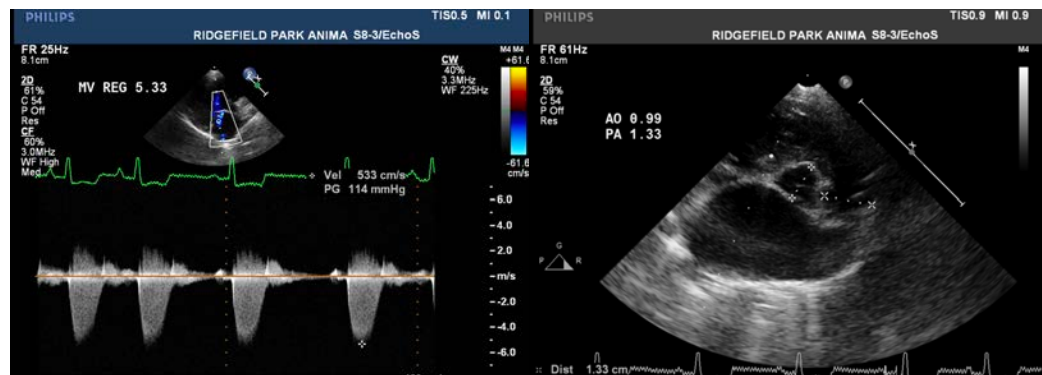 PHILIPS
TIS0.5 MI 0.1
RIDGEFIELD PARK ANIMA S8-3/EchoS
FR 25Hz
8.1cm
2D
61%
C 54
P Off
Res
CF
60%
3.0MHz
WF High
Med
MV REG 5.33
CW
40%
3.3MHz
WF 225Hz
M4 M4
+61.6
-61.6
cm/s
Vel 533 cm/s
PG 114 mmHg
- 6.0
- 4.0
- 2.0
- m/s
- -2.0
- -4.0
- -6.0
PHILIPS
TIS0.9 MI 0.9
RIDGEFIELD PARK ANIMA S8-3/EchoS
FR 61Hz
8.1cm
2D
59%
C 54
P Off
Res
M4
AO 0.99
PA 1.33
G
P R
Dist 1.33 cm